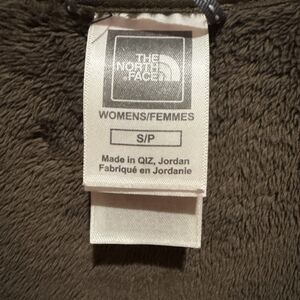 THE
NORTH
FACE
WOMENS/FEMMES
S/P
Made in QIZ, Jordan
Fabriqué en Jordanie